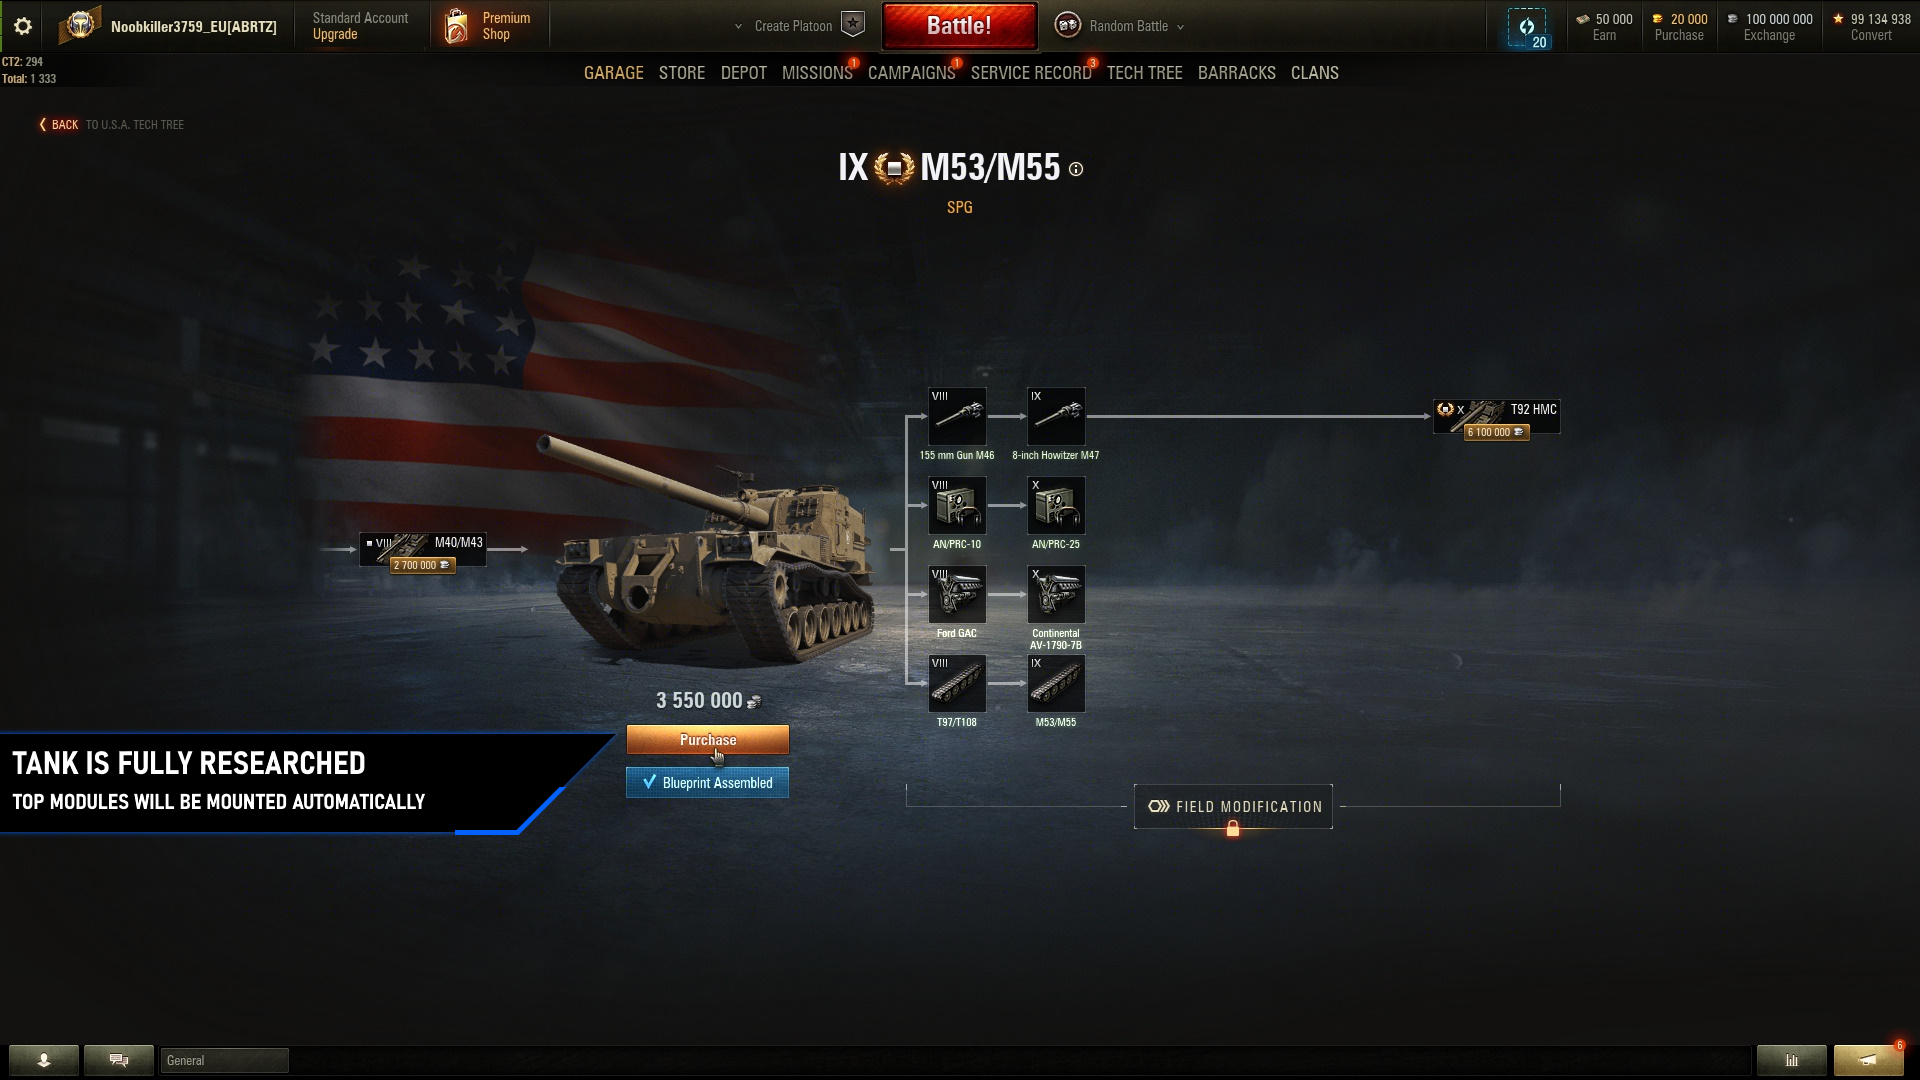 Noobkiller3759_EU[ABRTZ]
Standard Account
Upgrade
Premium
Shop
Create Platoon
Battle!
Random Battle
20
50 000
Earn
20 000
Purchase
100 000 000
Exchange
99 134 938
Convert
CT2: 294
Total: 1 333
GARAGE STORE DEPOT MISSIONS 1 CAMPAIGNS 1 SERVICE RECORD 3 TECH TREE BARRACKS CLANS
BACK TO U.S.A. TECH TREE
IX M53/M55
SPG
VIII
155 mm Gun M46
IX
8-inch Howitzer M47
X T92 HMC
6 100 000
VIII
AN/PRC-10
X
AN/PRC-25
VIII M40/M43
2 700 000
VIII
Ford GAC
X
Continental
AV-1790-7B
VIII
T97/T108
IX
M53/M55
3 550 000
Purchase
Blueprint Assembled
TANK IS FULLY RESEARCHED
TOP MODULES WILL BE MOUNTED AUTOMATICALLY
FIELD MODIFICATION
General
6